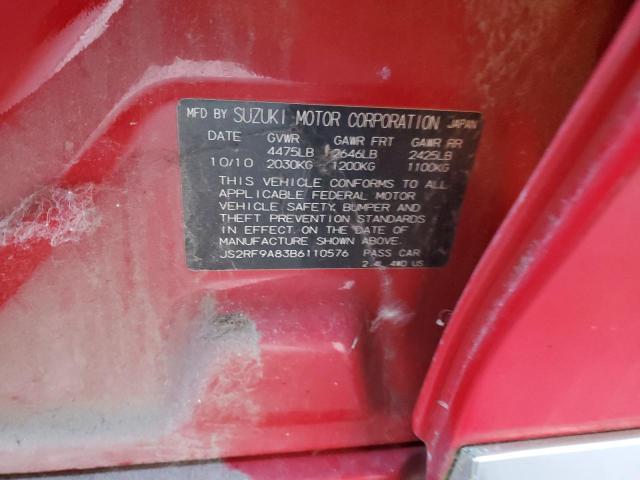 MFD BY SUZUKI MOTOR CORPORATION JAPAN
DATE GVWR GAWR FRT GAWR RR
4475LB 2646LB 2425LB
10/10 2030KG 1200KG 1100KG
THIS VEHICLE CONFORMS TO ALL
APPLICABLE FEDERAL MOTOR
VEHICLE SAFETY, BUMPER AND
THEFT PREVENTION STANDARDS
IN EFFECT ON THE DATE OF
MANUFACTURE SHOWN ABOVE.
JS2RF9A83B6110576 PASS CAR
2.4L 4WD US